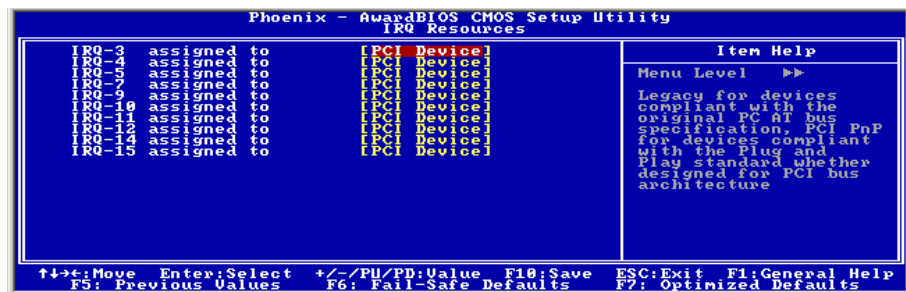 Phoenix - AwardBIOS CMOS Setup Utility
IRQ Resources
IRQ-3 assigned to [PCI Device]
IRQ-4 assigned to [PCI Device]
IRQ-5 assigned to [PCI Device]
IRQ-7 assigned to [PCI Device]
IRQ-9 assigned to [PCI Device]
IRQ-10 assigned to [PCI Device]
IRQ-11 assigned to [PCI Device]
IRQ-12 assigned to [PCI Device]
IRQ-14 assigned to [PCI Device]
IRQ-15 assigned to [PCI Device]
Item Help
Menu Level ▶▶
Legacy for devices
compliant with the
original PC AT bus
specification, PCI PnP
for devices compliant
with the Plug and
Play standard whether
designed for PCI bus
architecture
↑↓→←:Move Enter:Select +/-/PU/PD:Value F10:Save ESC:Exit F1:General Help
F5: Previous Values F6: Fail-Safe Defaults F7: Optimized Defaults